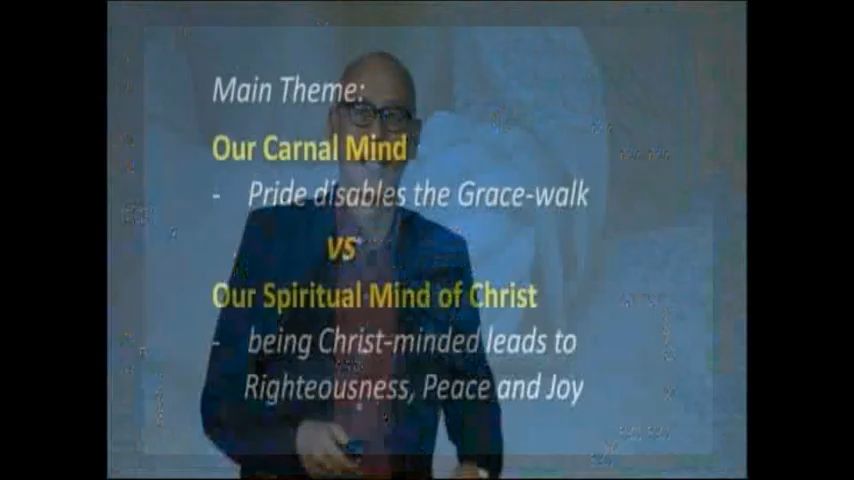 Main Theme:
Our Carnal Mind
- Pride disables the Grace-walk
VS
Our Spiritual Mind of Christ
- being Christ-minded leads to
Righteousness, Peace and Joy